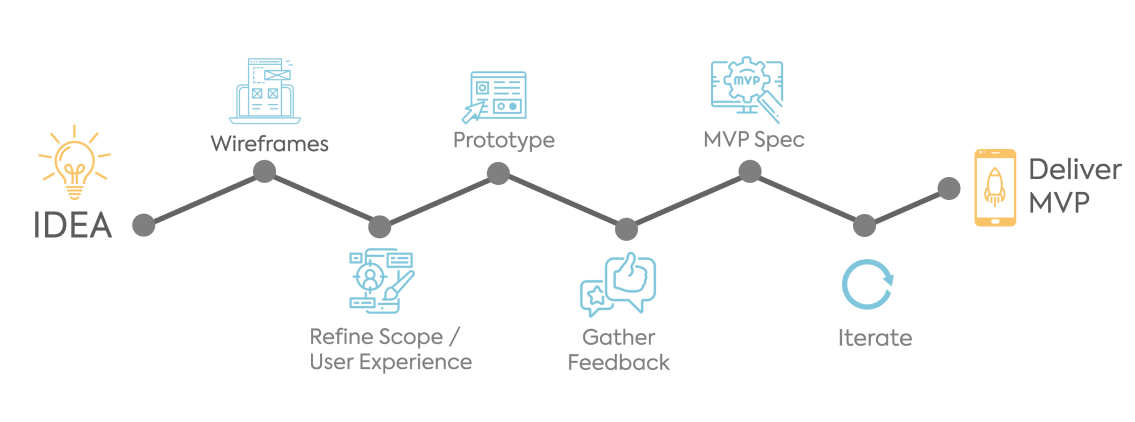 IDEA
Wireframes
Refine Scope /
User Experience
Prototype
Gather
Feedback
MVP
MVP Spec
Iterate
Deliver
MVP